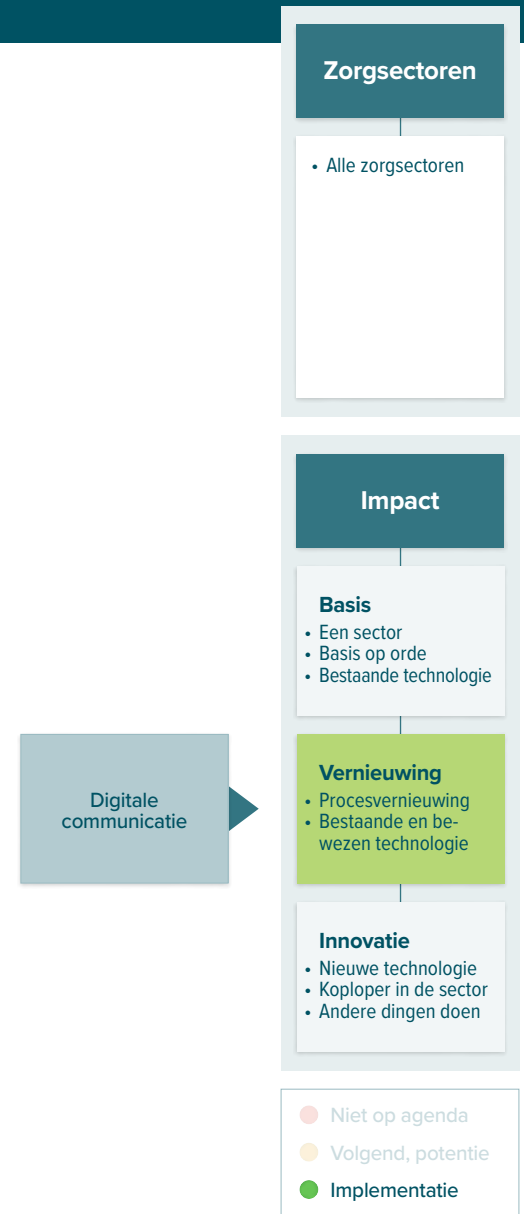 Zorgsectoren
• Alle zorgsectoren
Impact
Basis
• Een sector
• Basis op orde
• Bestaande technologie
Digitale
communicatie
Vernieuwing
• Procesvernieuwing
• Bestaande en be-
wezen technologie
Innovatie
• Nieuwe technologie
• Koploper in de sector
• Andere dingen doen
Niet op agenda
Volgend, potentie
Implementatie